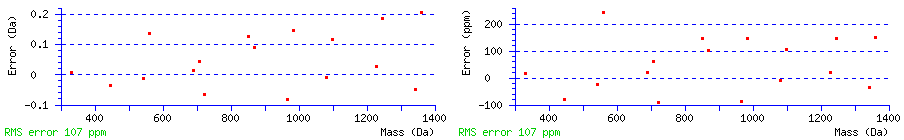 Error (Da)
0.2
0.1
0
-0.1
400 600 800 1000 1200 1400
RMS error 107 ppm
Mass (Da)
Error (ppm)
200
100
0
-100
400 600 800 1000 1200 1400
RMS error 107 ppm
Mass (Da)